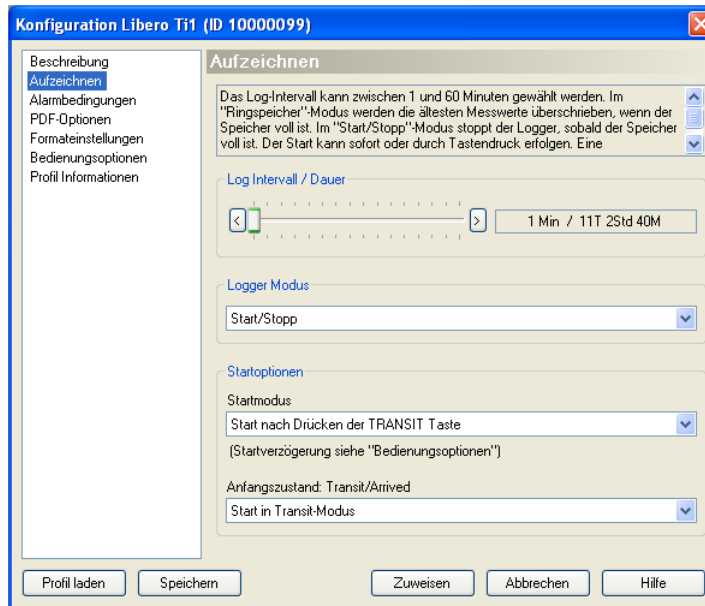 Konfiguration Libero Ti1 (ID 10000099)
Beschreibung
Aufzeichnen
Alarmbedingungen
PDF-Optionen
Formateinstellungen
Bedienungsoptionen
Profil Informationen
Aufzeichnen
Das Log-Intervall kann zwischen 1 und 60 Minuten gewählt werden. Im
"Ringspeicher"-Modus werden die ältesten Messwerte überschrieben, wenn der
Speicher voll ist. Im "Start/Stopp"-Modus stoppt der Logger, sobald der Speicher
voll ist. Der Start kann sofort oder durch Tastendruck erfolgen. Eine
Log Intervall / Dauer
< > 1 Min / 11T 2Std 40M
Logger Modus
Start/Stopp
Startoptionen
Startmodus
Start nach Drücken der TRANSIT Taste
(Startverzögerung siehe "Bedienungsoptionen")
Anfangszustand: Transit/Arrived
Start in Transit-Modus
Profil laden Speichern Zuweisen Abbrechen Hilfe